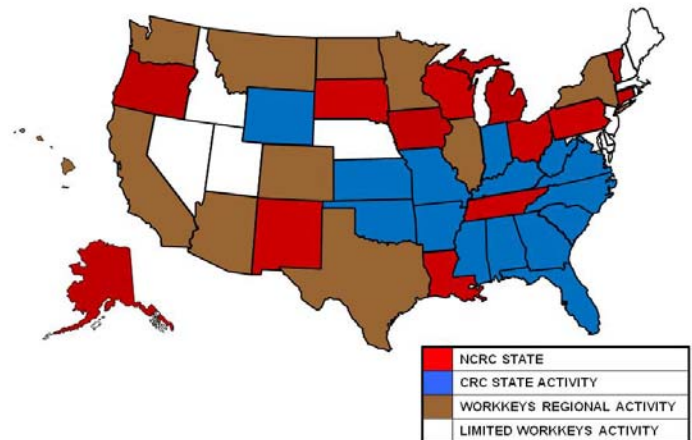 NCRC STATE
CRC STATE ACTIVITY
WORKKEYS REGIONAL ACTIVITY
LIMITED WORKKEYS ACTIVITY